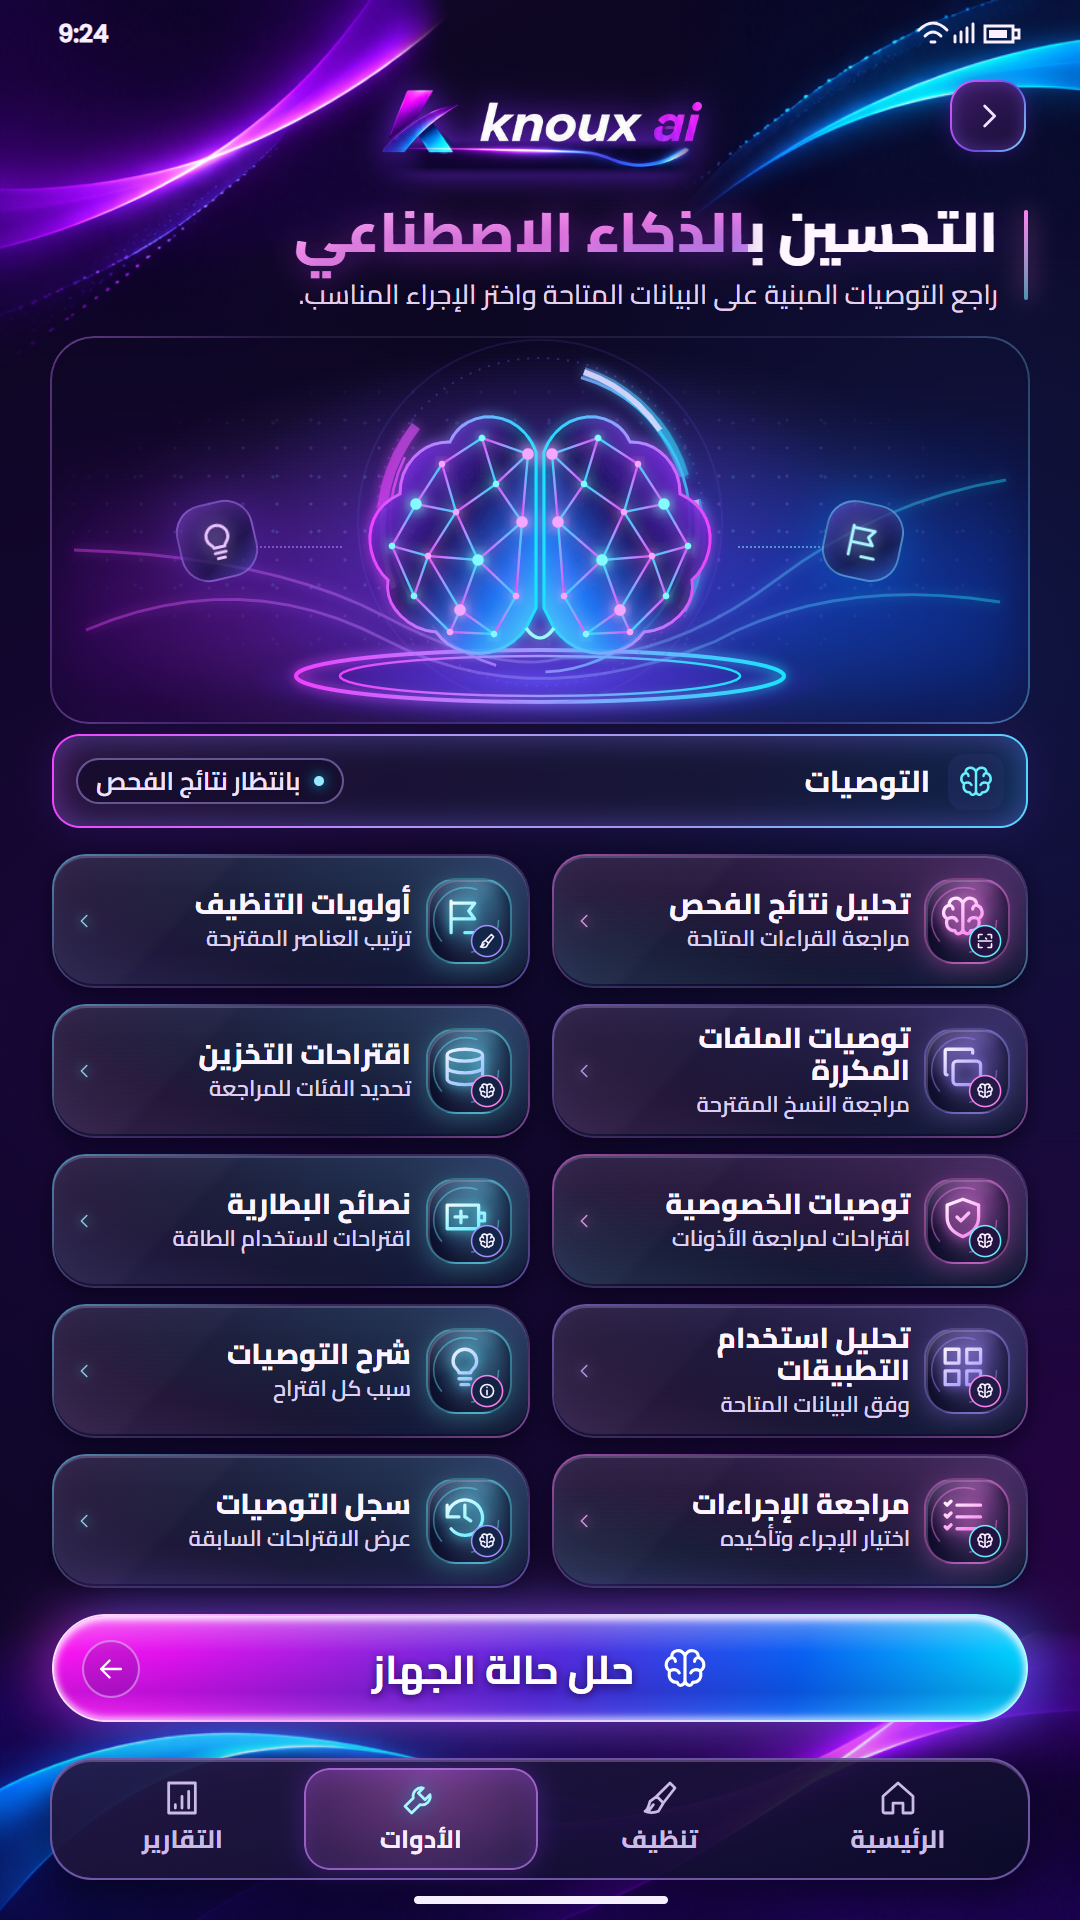 9:24
knoux ai
التحسين بالذكاء الاصطناعي
راجع التوصيات المبنية على البيانات المتاحة واختر الإجراء المناسب.
التوصيات
بانتظار نتائج الفحص
تحليل نتائج الفحص
مراجعة القراءات المتاحة
أولويات التنظيف
ترتيب العناصر المقترحة
توصيات الملفات
المكررة
مراجعة النسخ المقترحة
اقتراحات التخزين
تحديد الفئات للمراجعة
توصيات الخصوصية
اقتراحات لمراجعة الأذونات
نصائح البطارية
اقتراحات لاستخدام الطاقة
تحليل استخدام
التطبيقات
وفق البيانات المتاحة
شرح التوصيات
سبب كل اقتراح
مراجعة الإجراءات
اختيار الإجراء وتأكيده
سجل التوصيات
عرض الاقتراحات السابقة
حلل حالة الجهاز
الرئيسية
تنظيف
الأدوات
التقارير